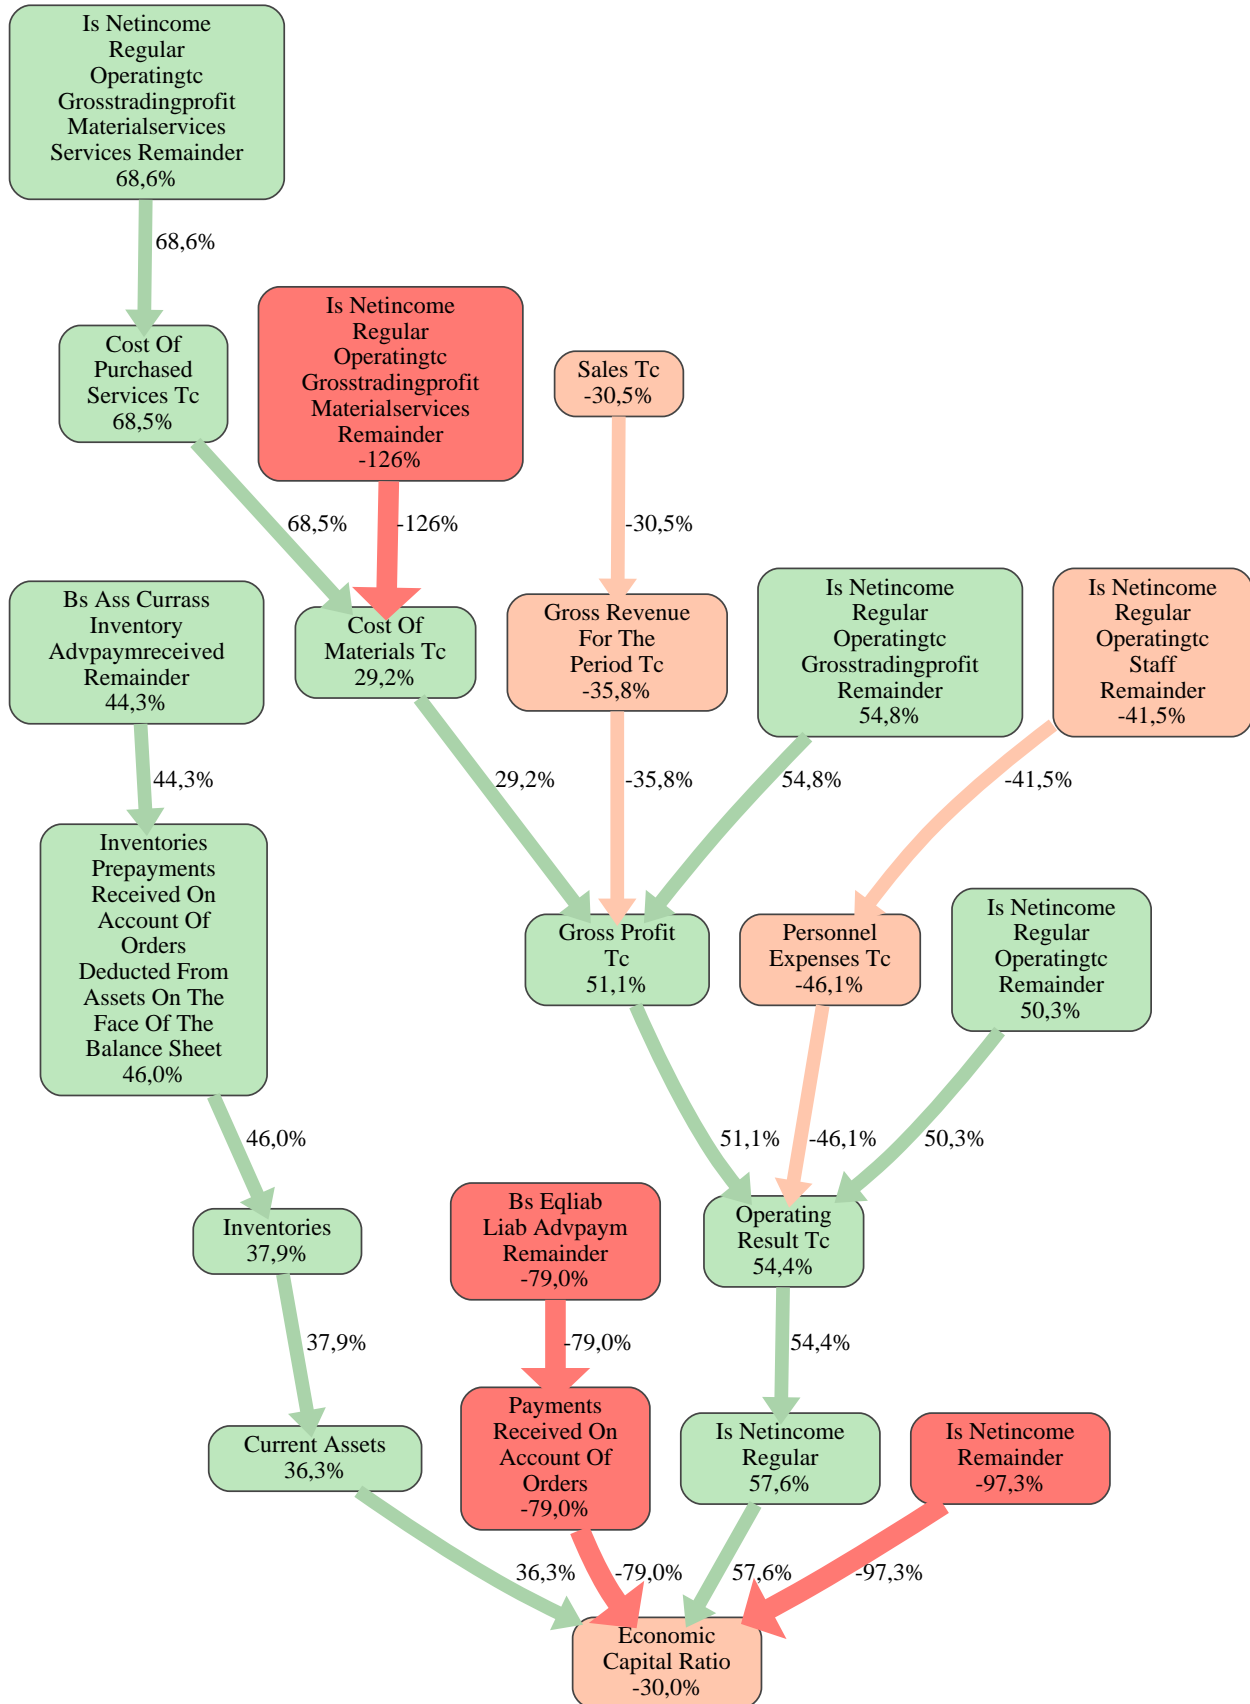 Is Netincome
Regular
Operatingtc
Grosstradingprofit
Materialservices
Services Remainder
68,6%
68,6%
Cost Of
Purchased
Services Tc
68,5%
Is Netincome
Regular
Operatingtc
Grosstradingprofit
Materialservices
Remainder
-126%
Sales Tc
-30,5%
68,5%
-126%
-30,5%
Bs Ass Currass
Inventory
Advpaymreceived
Remainder
44,3%
Cost Of
Materials Tc
29,2%
Gross Revenue
For The
Period Tc
-35,8%
Is Netincome
Regular
Operatingtc
Grosstradingprofit
Remainder
54,8%
Is Netincome
Regular
Operatingtc
Staff
Remainder
-41,5%
44,3%
29,2%
-35,8%
54,8%
-41,5%
Inventories
Prepayments
Received On
Account Of
Orders
Deducted From
Assets On The
Face Of The
Balance Sheet
46,0%
Gross Profit
Tc
51,1%
Personnel
Expenses Tc
-46,1%
Is Netincome
Regular
Operatingtc
Remainder
50,3%
46,0%
51,1%
-46,1%
50,3%
Inventories
37,9%
Bs Eqliab
Liab Advpaym
Remainder
-79,0%
Operating
Result Tc
54,4%
37,9%
-79,0%
54,4%
Current Assets
36,3%
Payments
Received On
Account Of
Orders
-79,0%
Is Netincome
Regular
57,6%
Is Netincome
Remainder
-97,3%
36,3%
-79,0%
57,6%
-97,3%
Economic
Capital Ratio
-30,0%